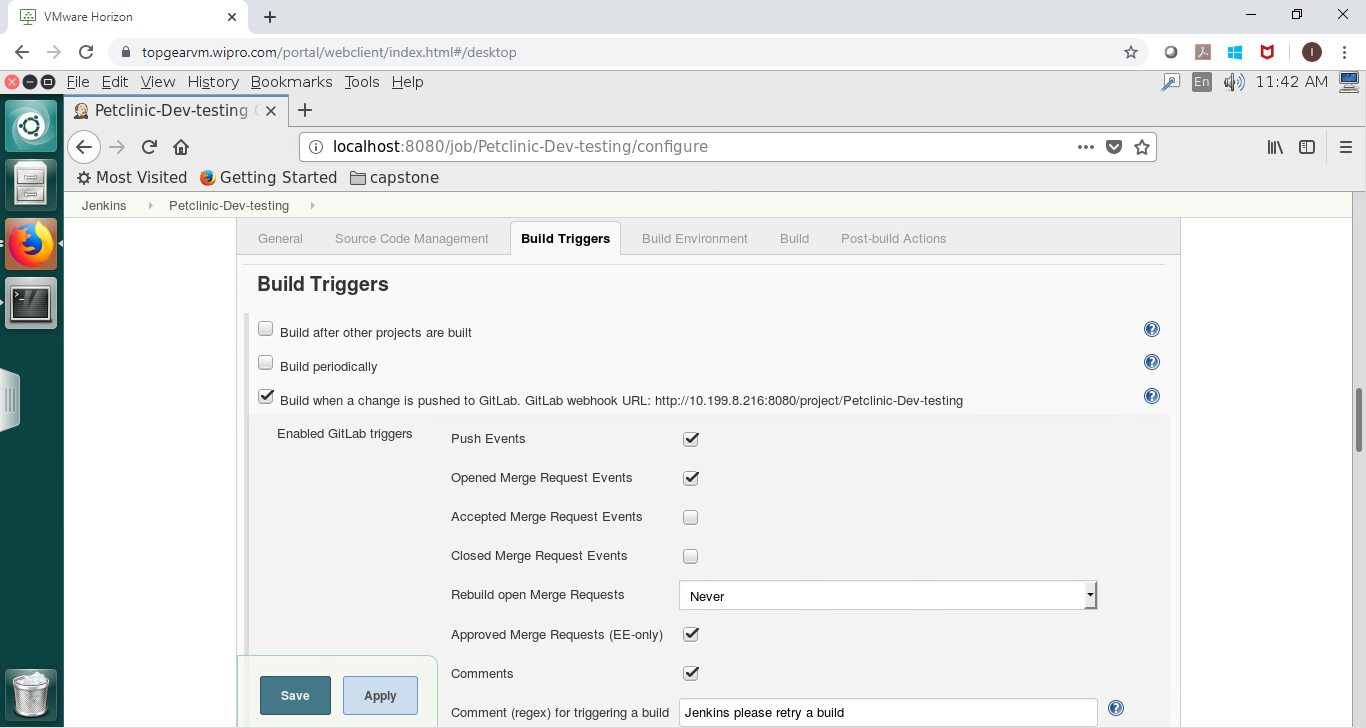 VMware Horizon
topgearvm.wipro.com/portal/webclient/index.html#/desktop
I
File Edit View History Bookmarks Tools Help
En 11:42 AM
Petclinic-Dev-testing
localhost:8080/job/Petclinic-Dev-testing/configure
Most Visited Getting Started capstone
Jenkins Petclinic-Dev-testing
General Source Code Management Build Triggers Build Environment Build Post-build Actions
Build Triggers
Build after other projects are built
Build periodically
Build when a change is pushed to GitLab. GitLab webhook URL: http://10.199.8.216:8080/project/Petclinic-Dev-testing
Enabled GitLab triggers
Push Events
Opened Merge Request Events
Accepted Merge Request Events
Closed Merge Request Events
Rebuild open Merge Requests Never
Approved Merge Requests (EE-only)
Comments
Comment (regex) for triggering a build Jenkins please retry a build
Save Apply